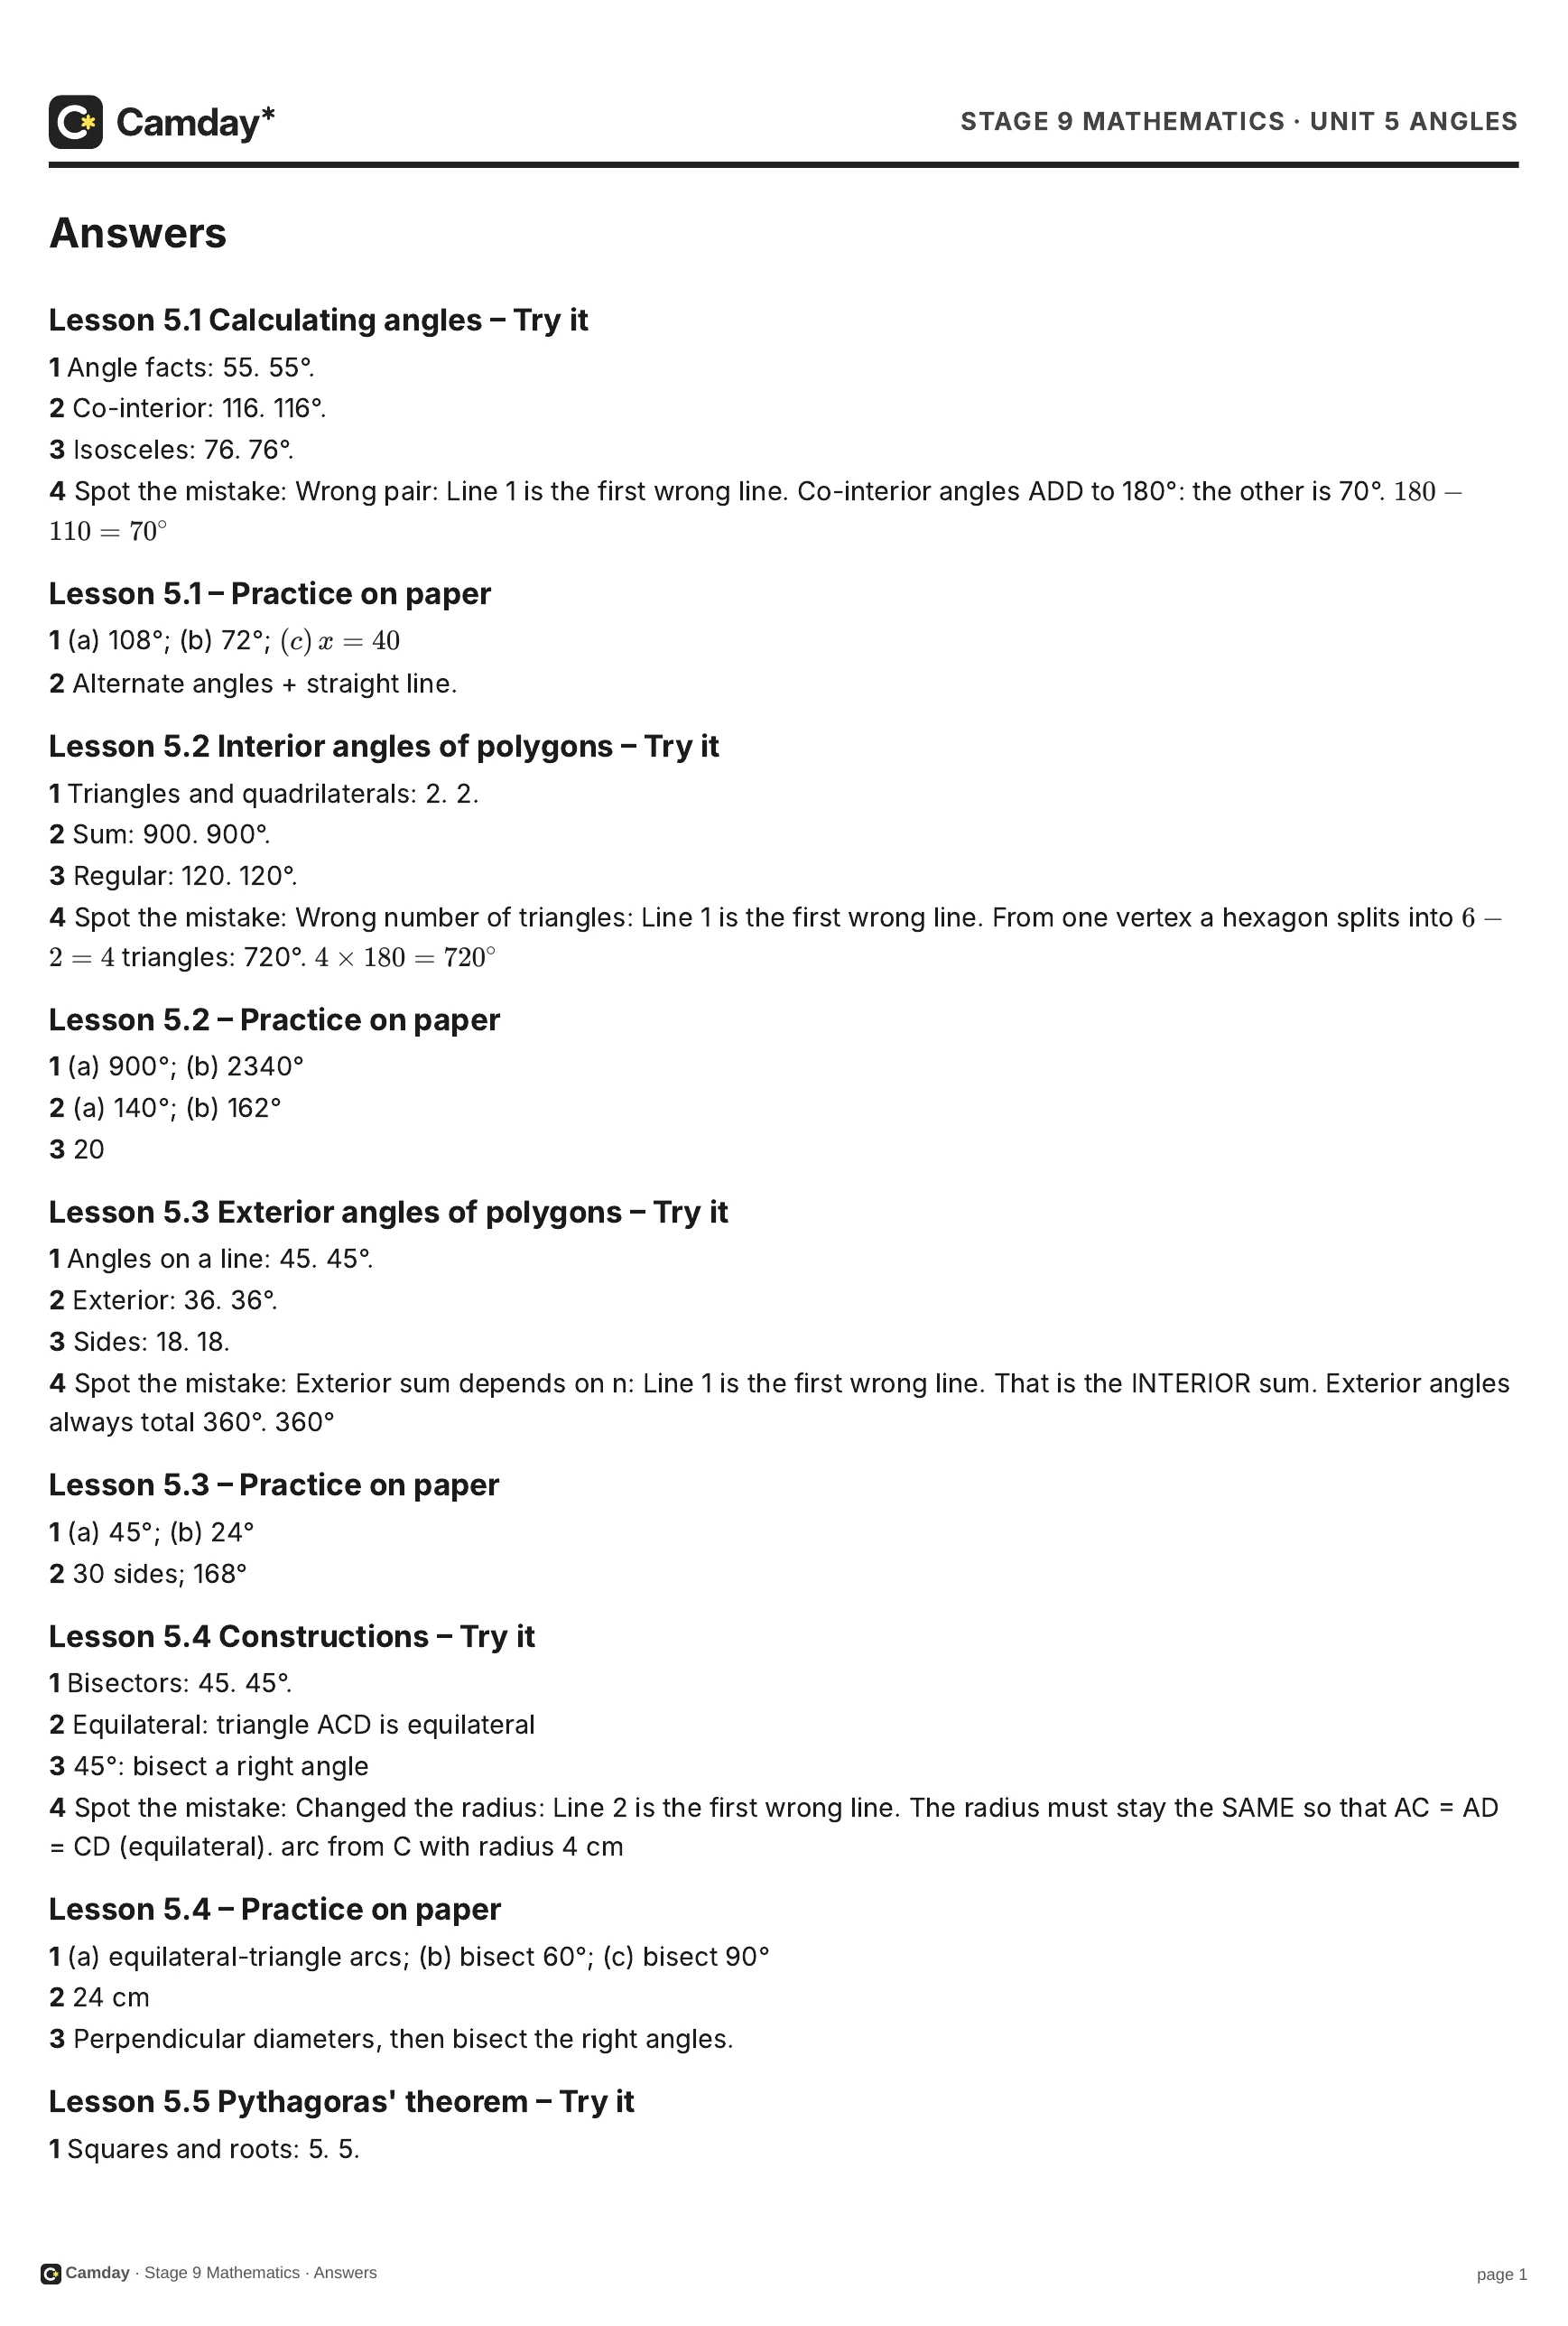 Camday*
STAGE 9 MATHEMATICS · UNIT 5 ANGLES
Answers
Lesson 5.1 Calculating angles – Try it
1 Angle facts: 55. 55°.
2 Co-interior: 116. 116°.
3 Isosceles: 76. 76°.
4 Spot the mistake: Wrong pair: Line 1 is the first wrong line. Co-interior angles ADD to 180°: the other is 70°. 180 −
110 = 70°
Lesson 5.1 – Practice on paper
1 (a) 108°; (b) 72°; (c) x = 40
2 Alternate angles + straight line.
Lesson 5.2 Interior angles of polygons – Try it
1 Triangles and quadrilaterals: 2. 2.
2 Sum: 900. 900°.
3 Regular: 120. 120°.
4 Spot the mistake: Wrong number of triangles: Line 1 is the first wrong line. From one vertex a hexagon splits into 6 −
2 = 4 triangles: 720°. 4 × 180 = 720°
Lesson 5.2 – Practice on paper
1 (a) 900°; (b) 2340°
2 (a) 140°; (b) 162°
3 20
Lesson 5.3 Exterior angles of polygons – Try it
1 Angles on a line: 45. 45°.
2 Exterior: 36. 36°.
3 Sides: 18. 18.
4 Spot the mistake: Exterior sum depends on n: Line 1 is the first wrong line. That is the INTERIOR sum. Exterior angles
always total 360°. 360°
Lesson 5.3 – Practice on paper
1 (a) 45°; (b) 24°
2 30 sides; 168°
Lesson 5.4 Constructions – Try it
1 Bisectors: 45. 45°.
2 Equilateral: triangle ACD is equilateral
3 45°: bisect a right angle
4 Spot the mistake: Changed the radius: Line 2 is the first wrong line. The radius must stay the SAME so that AC = AD
= CD (equilateral). arc from C with radius 4 cm
Lesson 5.4 – Practice on paper
1 (a) equilateral-triangle arcs; (b) bisect 60°; (c) bisect 90°
2 24 cm
3 Perpendicular diameters, then bisect the right angles.
Lesson 5.5 Pythagoras' theorem – Try it
1 Squares and roots: 5. 5.
Camday · Stage 9 Mathematics · Answers
page 1